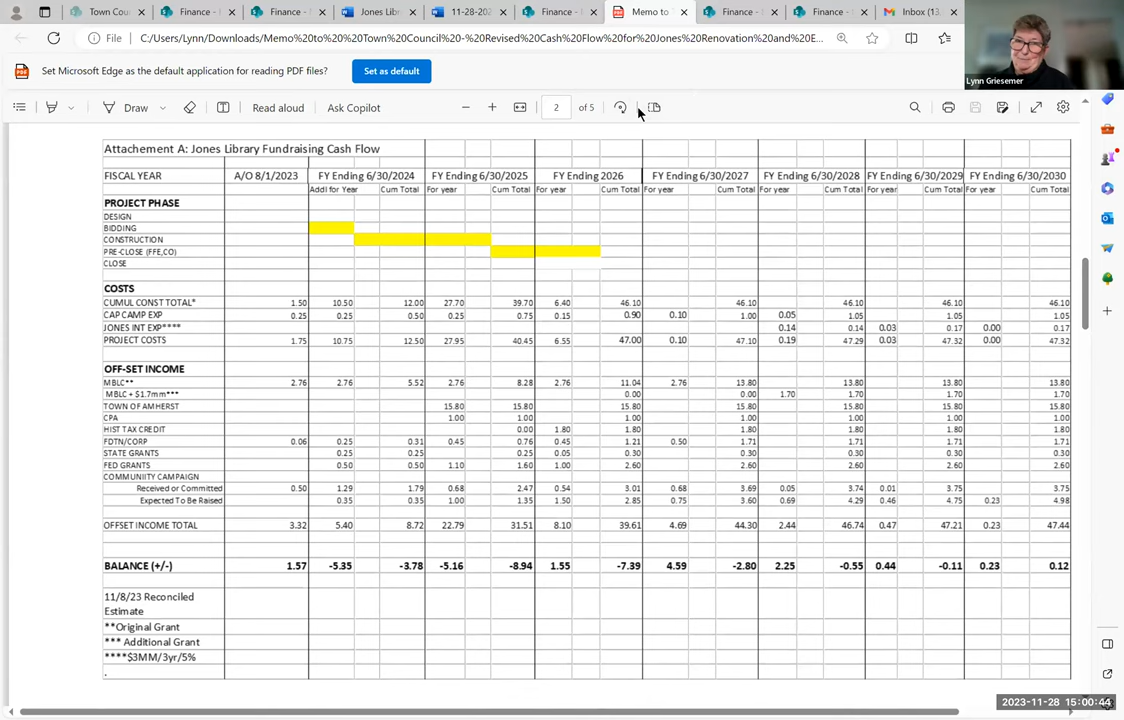 Town Cou
Finance -
Finance - M
Jones Libr
11-28-202
Finance - M
Memo to
Finance - M
Finance - M
Inbox (13,
File C:/Users/Lynn/Downloads/Memo%20to%20%20Town%20Council%20-%20Revised%20Cash%20Flow%20for%20Jones%20Renovation%20and%20E...
Lynn Griesemer
Set Microsoft Edge as the default application for reading PDF files? Set as default
Draw Read aloud Ask Copilot 2 of 5
Attachement A: Jones Library Fundraising Cash Flow
FISCAL YEAR A/O 8/1/2023 FY Ending 6/30/2024 FY Ending 6/30/2025 FY Ending 2026 FY Ending 6/30/2027 FY Ending 6/30/2028 FY Ending 6/30/2029 FY Ending 6/30/2030
Addl for Year Cum Total For year Cum Total For year Cum Total For year Cum Total For year Cum Total For year Cum Total For year Cum Total
PROJECT PHASE
DESIGN
BIDDING
CONSTRUCTION
PRE-CLOSE (FFE,CO)
CLOSE
COSTS
CUMUL CONST TOTAL* 1.50 10.50 12.00 27.70 39.70 6.40 46.10 46.10 46.10 46.10 46.10
CAP CAMP EXP 0.25 0.25 0.50 0.25 0.75 0.15 0.90 0.10 1.00 0.05 1.05 1.05 1.05
JONES INT EXP**** 0.14 0.14 0.03 0.17 0.00 0.17
PROJECT COSTS 1.75 10.75 12.50 27.95 40.45 6.55 47.00 0.10 47.10 0.19 47.29 0.03 47.32 0.00 47.32
OFF-SET INCOME
MBLC** 2.76 2.76 5.52 2.76 8.28 2.76 11.04 2.76 13.80 13.80 13.80 13.80
MBLC + $1.7mm*** 0.00 0.00 1.70 1.70 1.70 1.70
TOWN OF AMHERST 15.80 15.80 15.80 15.80 15.80 15.80 15.80
CPA 1.00 1.00 1.00 1.00 1.00 1.00 1.00
HIST TAX CREDIT 0.00 1.80 1.80 1.80 1.80 1.80 1.80
FDTN/CORP 0.06 0.25 0.31 0.45 0.76 0.45 1.21 0.50 1.71 1.71 1.71 1.71
STATE GRANTS 0.25 0.25 0.25 0.05 0.30 0.30 0.30 0.30 0.30
FED GRANTS 0.50 0.50 1.10 1.60 1.00 2.60 2.60 2.60 2.60 2.60
COMMUNIITY CAMPAIGN
Received or Committed 0.50 1.29 1.79 0.68 2.47 0.54 3.01 0.68 3.69 0.05 3.74 0.01 3.75 3.75
Expected To Be Raised 0.35 0.35 1.00 1.35 1.50 2.85 0.75 3.60 0.69 4.29 0.46 4.75 0.23 4.98
OFFSET INCOME TOTAL 3.32 5.40 8.72 22.79 31.51 8.10 39.61 4.69 44.30 2.44 46.74 0.47 47.21 0.23 47.44
BALANCE (+/-) 1.57 -5.35 -3.78 -5.16 -8.94 1.55 -7.39 4.59 -2.80 2.25 -0.55 0.44 -0.11 0.23 0.12
11/8/23 Reconciled
Estimate
**Original Grant
*** Additional Grant
****$3MM/3yr/5%
.
2023-11-28 15:00:44